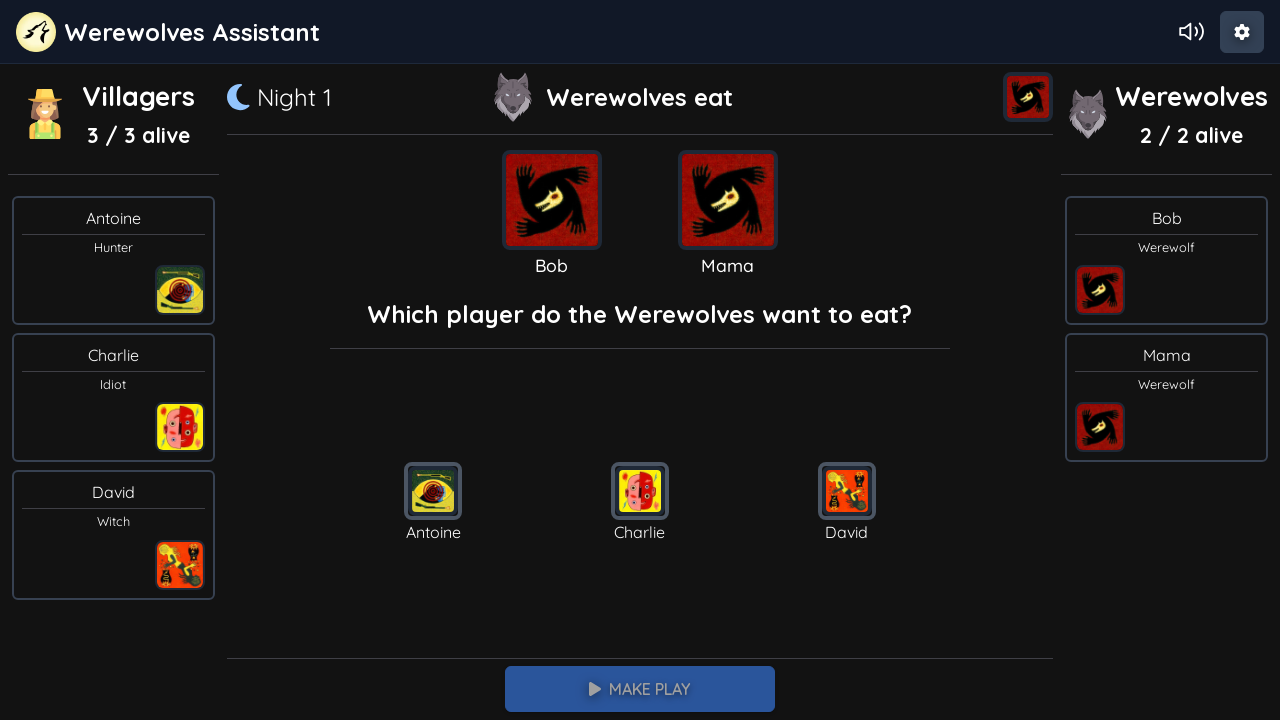 Werewolves Assistant
Villagers
3 / 3 alive
Antoine
Hunter
Charlie
Idiot
David
Witch
Night 1
Werewolves eat
Bob
Mama
Which player do the Werewolves want to eat?
Antoine
Charlie
David
MAKE PLAY
Werewolves
2 / 2 alive
Bob
Werewolf
Mama
Werewolf